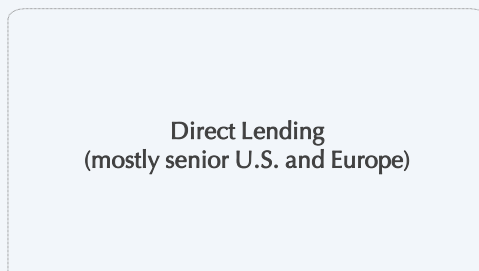 Direct Lending
(mostly senior U.S. and Europe)